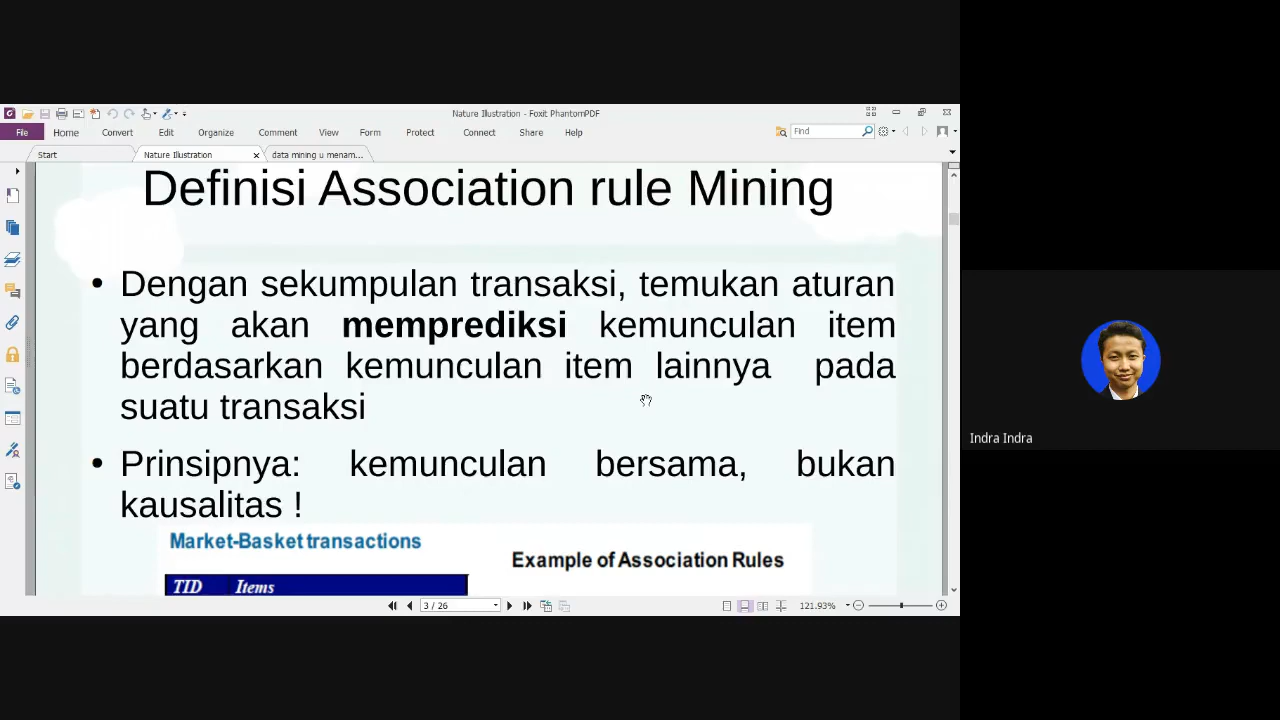 Nature Illustration - Foxit PhantomPDF
File Home Convert Edit Organize Comment View Form Protect Connect Share Help Find
Start Nature Illustration data mining u menam...
Definisi Association rule Mining
• Dengan sekumpulan transaksi, temukan aturan
yang akan memprediksi kemunculan item
berdasarkan kemunculan item lainnya pada
suatu transaksi
• Prinsipnya: kemunculan bersama, bukan
kausalitas !
Market-Basket transactions
Example of Association Rules
TID Items
3 / 26
121.93%
Indra Indra